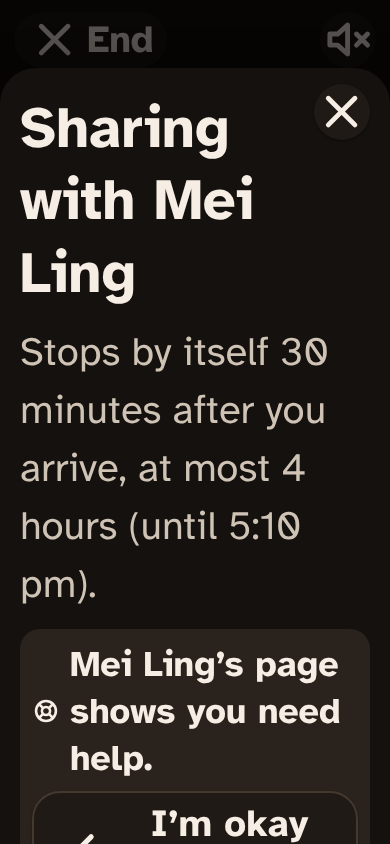 End
Sharing
with Mei
Ling
Stops by itself 30
minutes after you
arrive, at most 4
hours (until 5:10
pm).
Mei Ling’s page
shows you need
help.
I’m okay